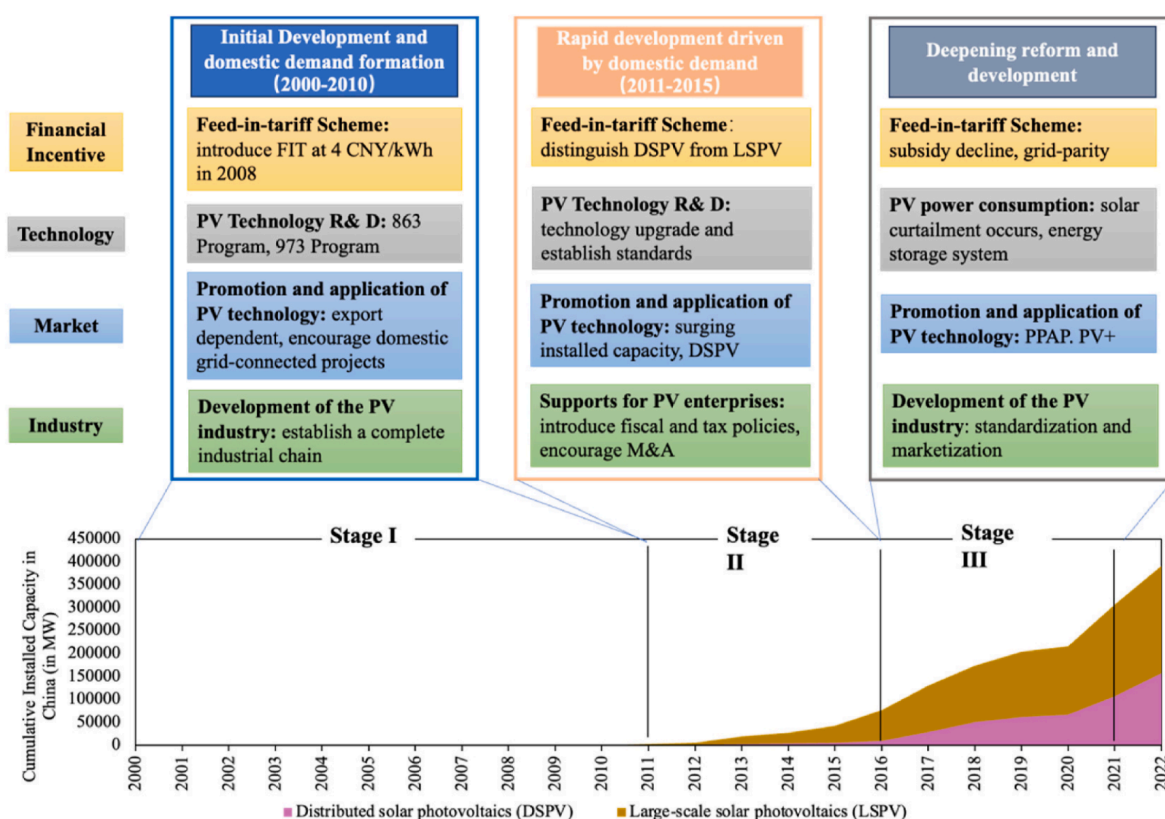 Initial Development and
domestic demand formation
(2000-2010)
Rapid development driven
by domestic demand
(2011-2015)
Deepening reform and
development
Financial
Incentive
Feed-in-tariff Scheme:
introduce FIT at 4 CNY/kWh
in 2008
Feed-in-tariff Scheme:
distinguish DSPV from LSPV
Feed-in-tariff Scheme:
subsidy decline, grid-parity
Technology
PV Technology R& D: 863
Program, 973 Program
PV Technology R& D:
technology upgrade and
establish standards
PV power consumption: solar
curtailment occurs, energy
storage system
Market
Promotion and application of
PV technology: export
dependent, encourage domestic
grid-connected projects
Promotion and application of
PV technology: surging
installed capacity, DSPV
Promotion and application of
PV technology: PPAP. PV+
Industry
Development of the PV
industry: establish a complete
industrial chain
Supports for PV enterprises:
introduce fiscal and tax policies,
encourage M&A
Development of the PV
industry: standardization and
marketization
Stage I
Stage
II
Stage
III
Cumulative Installed Capacity in
China (in MW)
450000
400000
350000
300000
250000
200000
150000
100000
50000
0
2000
2001
2002
2003
2004
2005
2006
2007
2008
2009
2010
2011
2012
2013
2014
2015
2016
2017
2018
2019
2020
2021
2022
Distributed solar photovoltaics (DSPV)
Large-scale solar photovoltaics (LSPV)